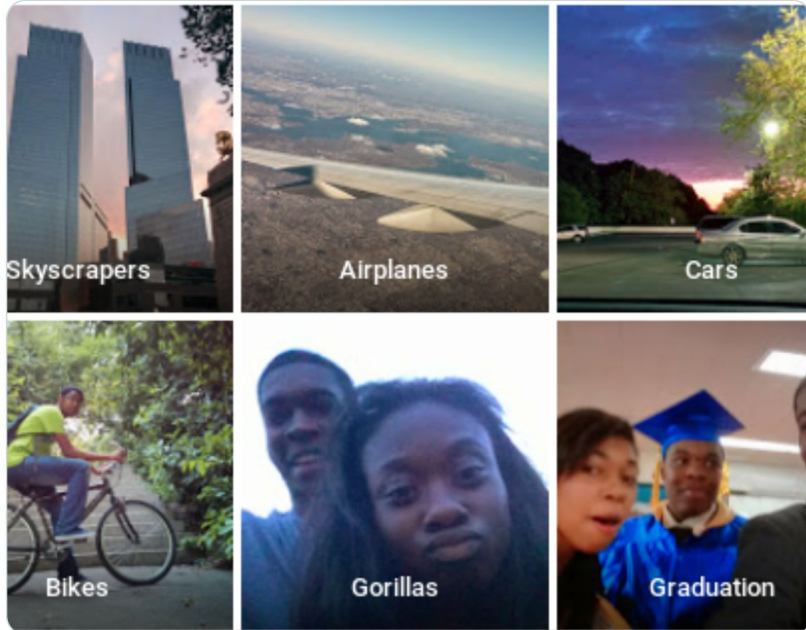 Skyscrapers
Airplanes
Cars
Bikes
Gorillas
Graduation